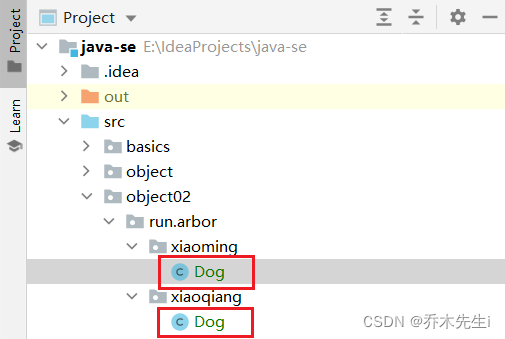 Project
Learn
Project
java-se E:\IdeaProjects\java-se
.idea
out
src
basics
object
object02
run.arbor
xiaoming
C Dog
xiaoqiang
C Dog
CSDN @乔木先生i